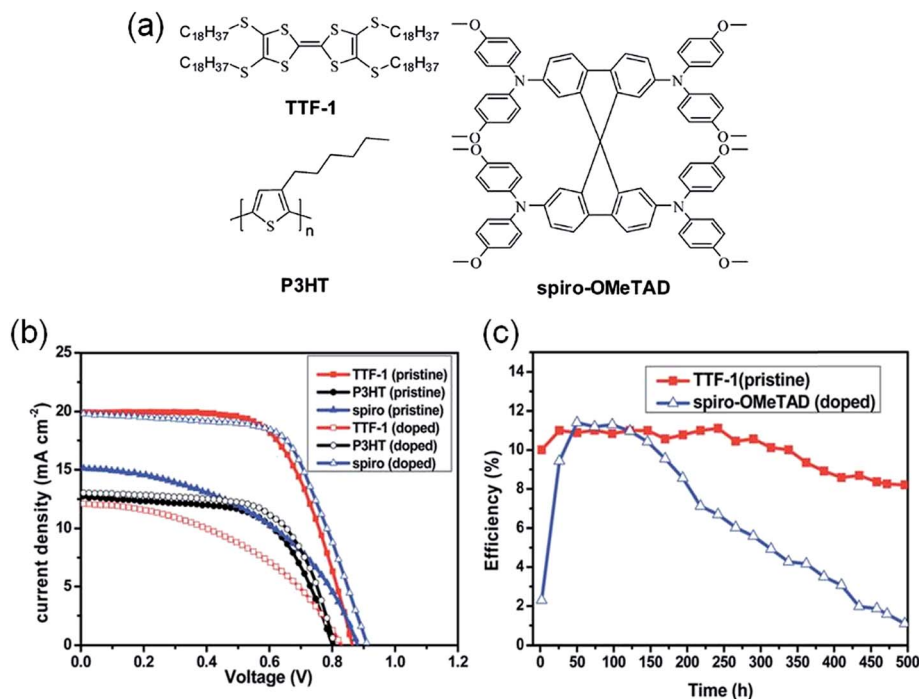 (a)
C18H37 S S S S C18H37
C18H37 S S S S C18H37
TTF-1
S
n
P3HT
O O
N N
O O
O O
N N
O O
spiro-OMeTAD
(b)
25
20
15
10
5
0
current density (mA cm-2)
0.0 0.2 0.4 0.6 0.8 1.0 1.2
Voltage (V)
TTF-1 (pristine)
P3HT (pristine)
spiro (pristine)
TTF-1 (doped)
P3HT (doped)
spiro (doped)
(c)
16
14
12
10
8
6
4
2
0
Efficiency (%)
0 50 100 150 200 250 300 350 400 450 500
Time (h)
TTF-1(pristine)
spiro-OMeTAD (doped)